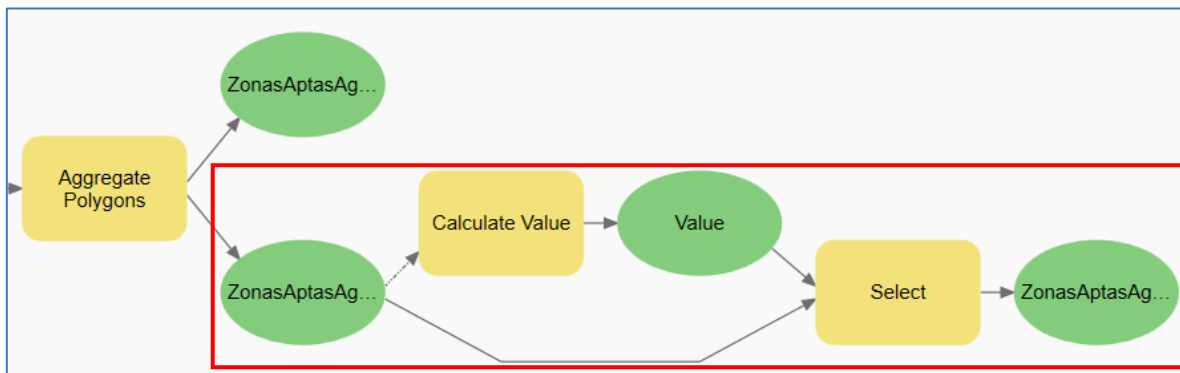 ZonasAptasAg...
Aggregate
Polygons
Calculate Value
Value
ZonasAptasAg...
Select
ZonasAptasAg...